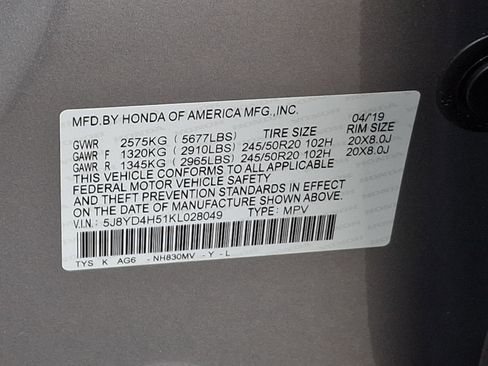 MFD.BY HONDA OF AMERICA MFG.,INC. 04/19
GVWR 2575KG (5677LBS) TIRE SIZE RIM SIZE
GAWR F 1320KG (2910LBS) 245/50R20 102H 20X8.0J
GAWR R 1345KG (2965LBS) 245/50R20 102H 20X8.0J
THIS VEHICLE CONFORMS TO ALL APPLICABLE
FEDERAL MOTOR VEHICLE SAFETY
AND THEFT PREVENTION STANDARDS IN EFFECT
ON THE DATE OF MANUFACTURE SHOWN ABOVE.
V.I.N.: 5J8YD4H51KL028049 TYPE: MPV
TYS K AG6 - NH830MV - Y - L